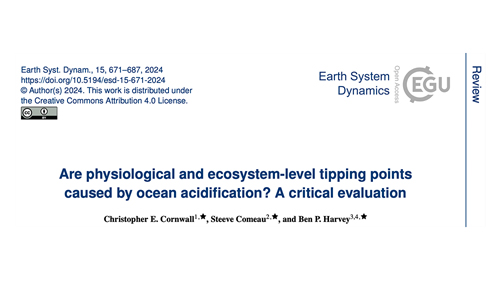 Earth Syst. Dynam., 15, 671–687, 2024
https://doi.org/10.5194/esd-15-671-2024
© Author(s) 2024. This work is distributed under
the Creative Commons Attribution 4.0 License.
Earth System
Dynamics
Open Access
EGU
Review
Are physiological and ecosystem-level tipping points
caused by ocean acidification? A critical evaluation
Christopher E. Cornwall1,★, Steeve Comeau2,★, and Ben P. Harvey3,4,★